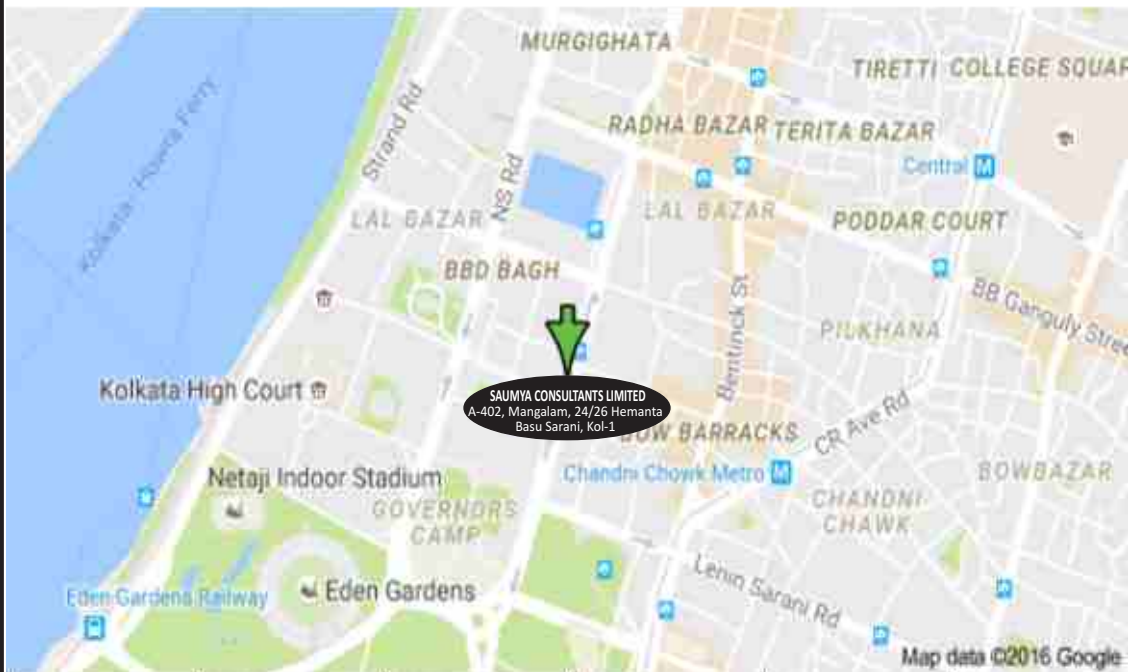 MURGIGHATA
TIRETTI COLLEGE SQUAR
RADHA BAZAR TERITA BAZAR
Strand Rd
Kolkata-Howra Ferry
Central M
NS Rd
LAL BAZAR
LAL BAZAR
PODDAR COURT
BBD BAGH
BB Ganguly Stree
Bentinck St
PILKHANA
Kolkata High Court
SAUMYA CONSULTANTS LIMITED
A-402, Mangalam, 24/26 Hemanta
Basu Sarani, Kol-1
BOW BARRACKS
CR Ave Rd
Chandni Chowk Metro M
BOWBAZAR
Netaji Indoor Stadium
GOVERNORS
CAMP
CHANDNI
CHAWK
Lenin Sarani Rd
Eden Gardens Railway
Eden Gardens
Map data ©2016 Google